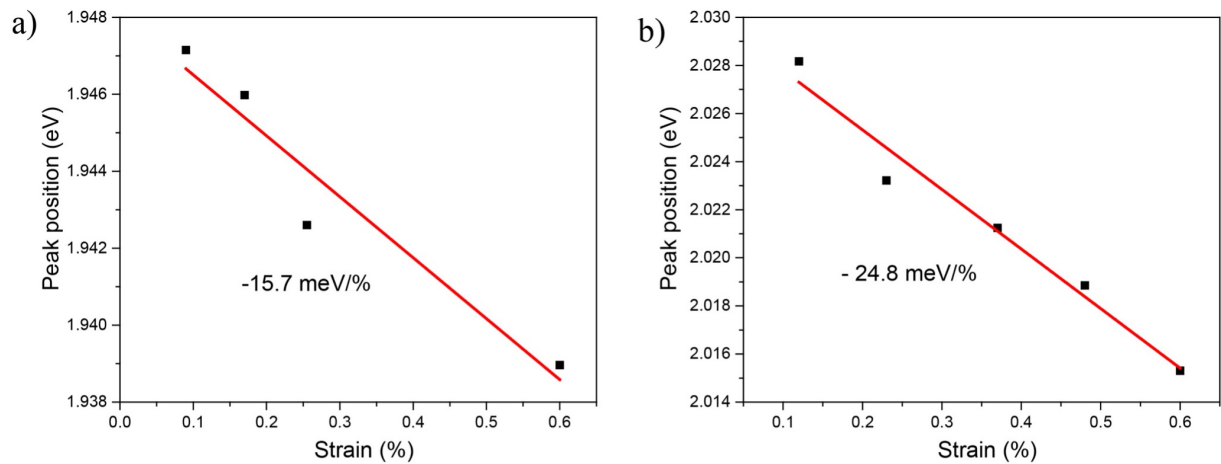 a)
1.948
1.946
1.944
1.942
1.940
1.938
Peak position (eV)
-15.7 meV/%
0.0 0.1 0.2 0.3 0.4 0.5 0.6
Strain (%)
b)
2.030
2.028
2.026
2.024
2.022
2.020
2.018
2.016
2.014
Peak position (eV)
- 24.8 meV/%
0.1 0.2 0.3 0.4 0.5 0.6
Strain (%)